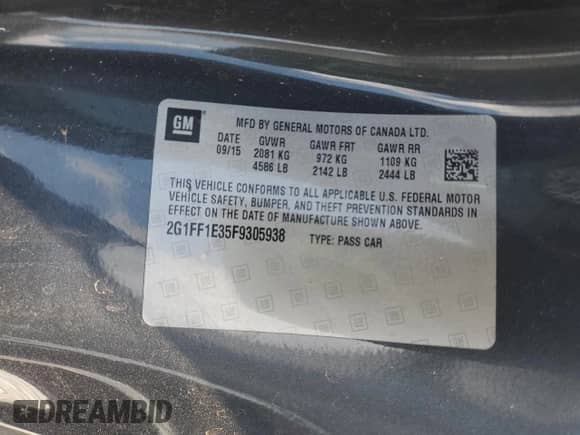 GM
MFD BY GENERAL MOTORS OF CANADA LTD.
DATE GVWR GAWR FRT GAWR RR
09/15 2081 KG 972 KG 1109 KG
4586 LB 2142 LB 2444 LB
THIS VEHICLE CONFORMS TO ALL APPLICABLE U.S. FEDERAL MOTOR
VEHICLE SAFETY, BUMPER, AND THEFT PREVENTION STANDARDS IN
EFFECT ON THE DATE OF MANUFACTURE SHOWN ABOVE.
2G1FF1E35F9305938 TYPE: PASS CAR
DREAMBID